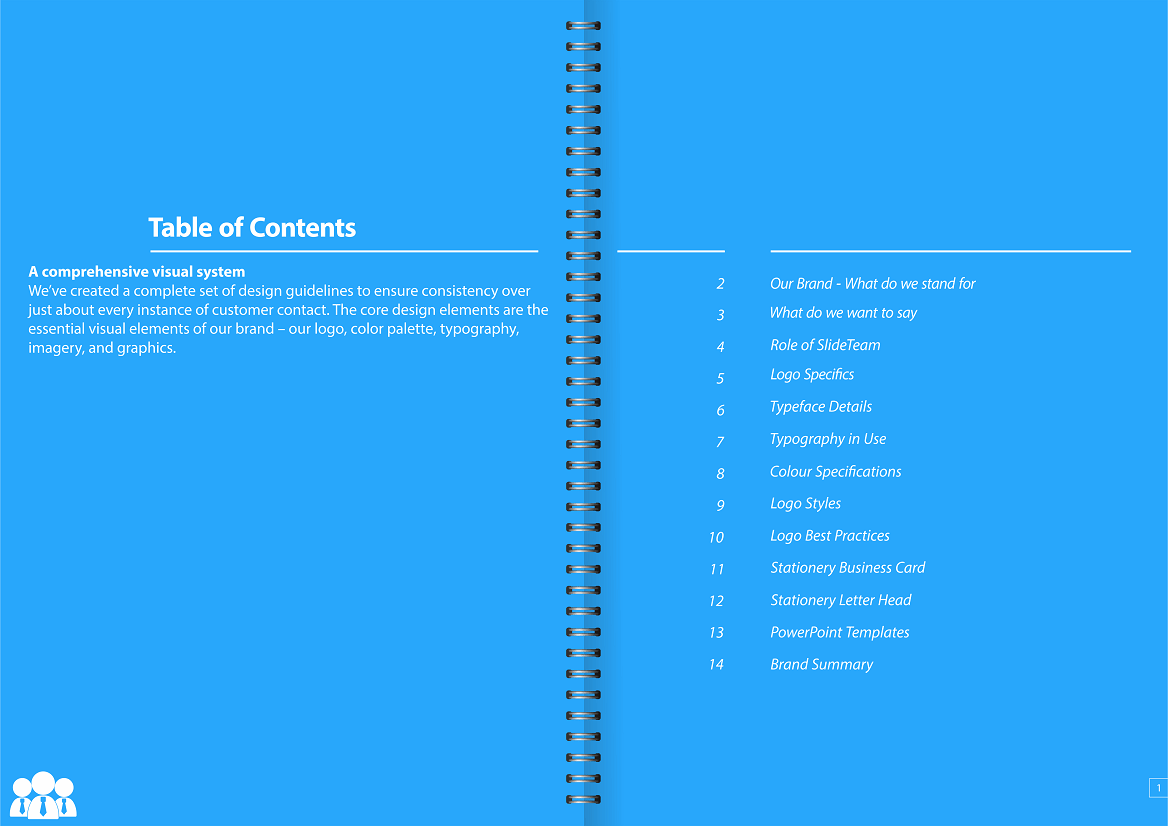 Table of Contents
A comprehensive visual system
We’ve created a complete set of design guidelines to ensure consistency over
just about every instance of customer contact. The core design elements are the
essential visual elements of our brand – our logo, color palette, typography,
imagery, and graphics.
2 Our Brand - What do we stand for
3 What do we want to say
4 Role of SlideTeam
5 Logo Specifics
6 Typeface Details
7 Typography in Use
8 Colour Specifications
9 Logo Styles
10 Logo Best Practices
11 Stationery Business Card
12 Stationery Letter Head
13 PowerPoint Templates
14 Brand Summary
1